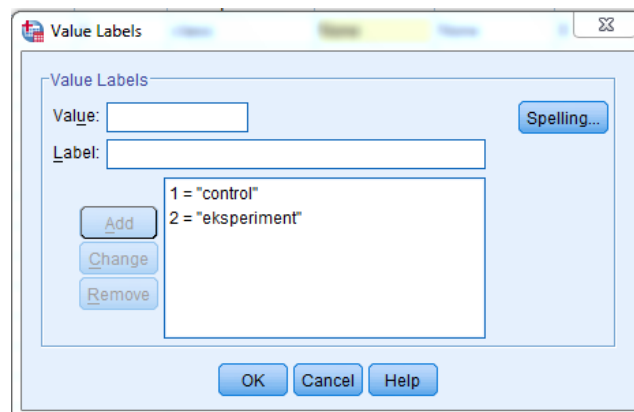 Value Labels
Value Labels
Value:
Spelling...
Label:
1 = "control"
2 = "eksperiment"
Add
Change
Remove
OK Cancel Help